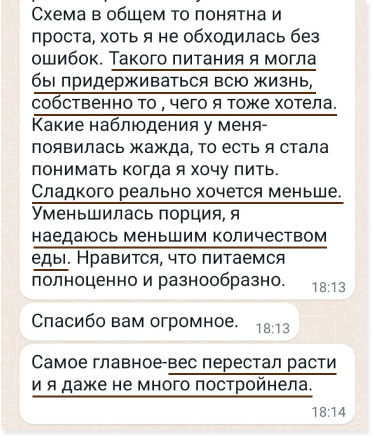 Схема в общем то понятна и
проста, хоть я не обходилась без
ошибок. Такого питания я могла
бы придерживаться всю жизнь,
собственно то , чего я тоже хотела.
Какие наблюдения у меня-
появилась жажда, то есть я стала
понимать когда я хочу пить.
Сладкого реально хочется меньше.
Уменьшилась порция, я
наедаюсь меньшим количеством
еды. Нравится, что питаемся
полноценно и разнообразно. 18:13
Спасибо вам огромное. 18:13
Самое главное-вес перестал расти
и я даже не много постройнела.
18:14